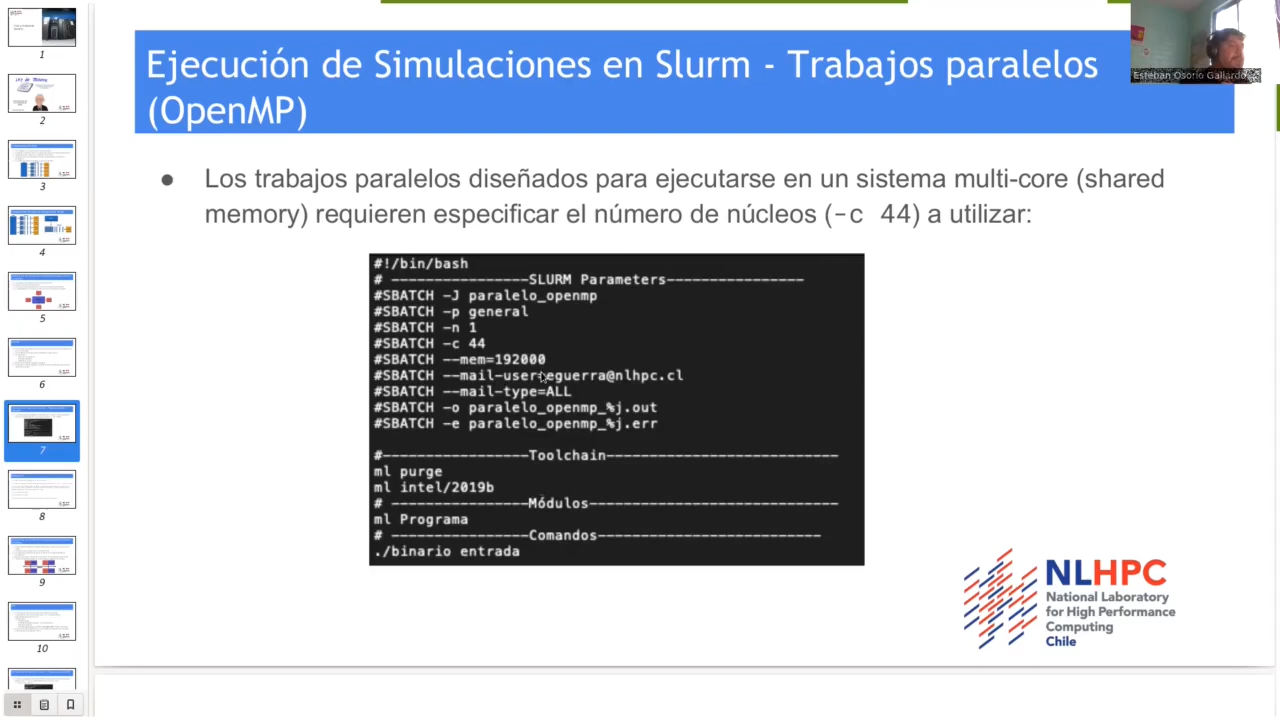 Ejecución de Simulaciones en Slurm - Trabajos paralelos
(OpenMP)
Esteban Osorio Gallardo
● Los trabajos paralelos diseñados para ejecutarse en un sistema multi-core (shared
memory) requieren especificar el número de núcleos (-c 44) a utilizar:
#!/bin/bash
# ----------------SLURM Parameters----------------
#SBATCH -J paralelo_openmp
#SBATCH -p general
#SBATCH -n 1
#SBATCH -c 44
#SBATCH --mem=192000
#SBATCH --mail-user=eguerra@nlhpc.cl
#SBATCH --mail-type=ALL
#SBATCH -o paralelo_openmp_%j.out
#SBATCH -e paralelo_openmp_%j.err
#-----------------Toolchain---------------------------
ml purge
ml intel/2019b
# ----------------Módulos-----------------------------
ml Programa
# ----------------Comandos--------------------------
./binario entrada
NLHPC
National Laboratory
for High Performance
Computing
Chile
1
2
3
4
5
6
7
8
9
10